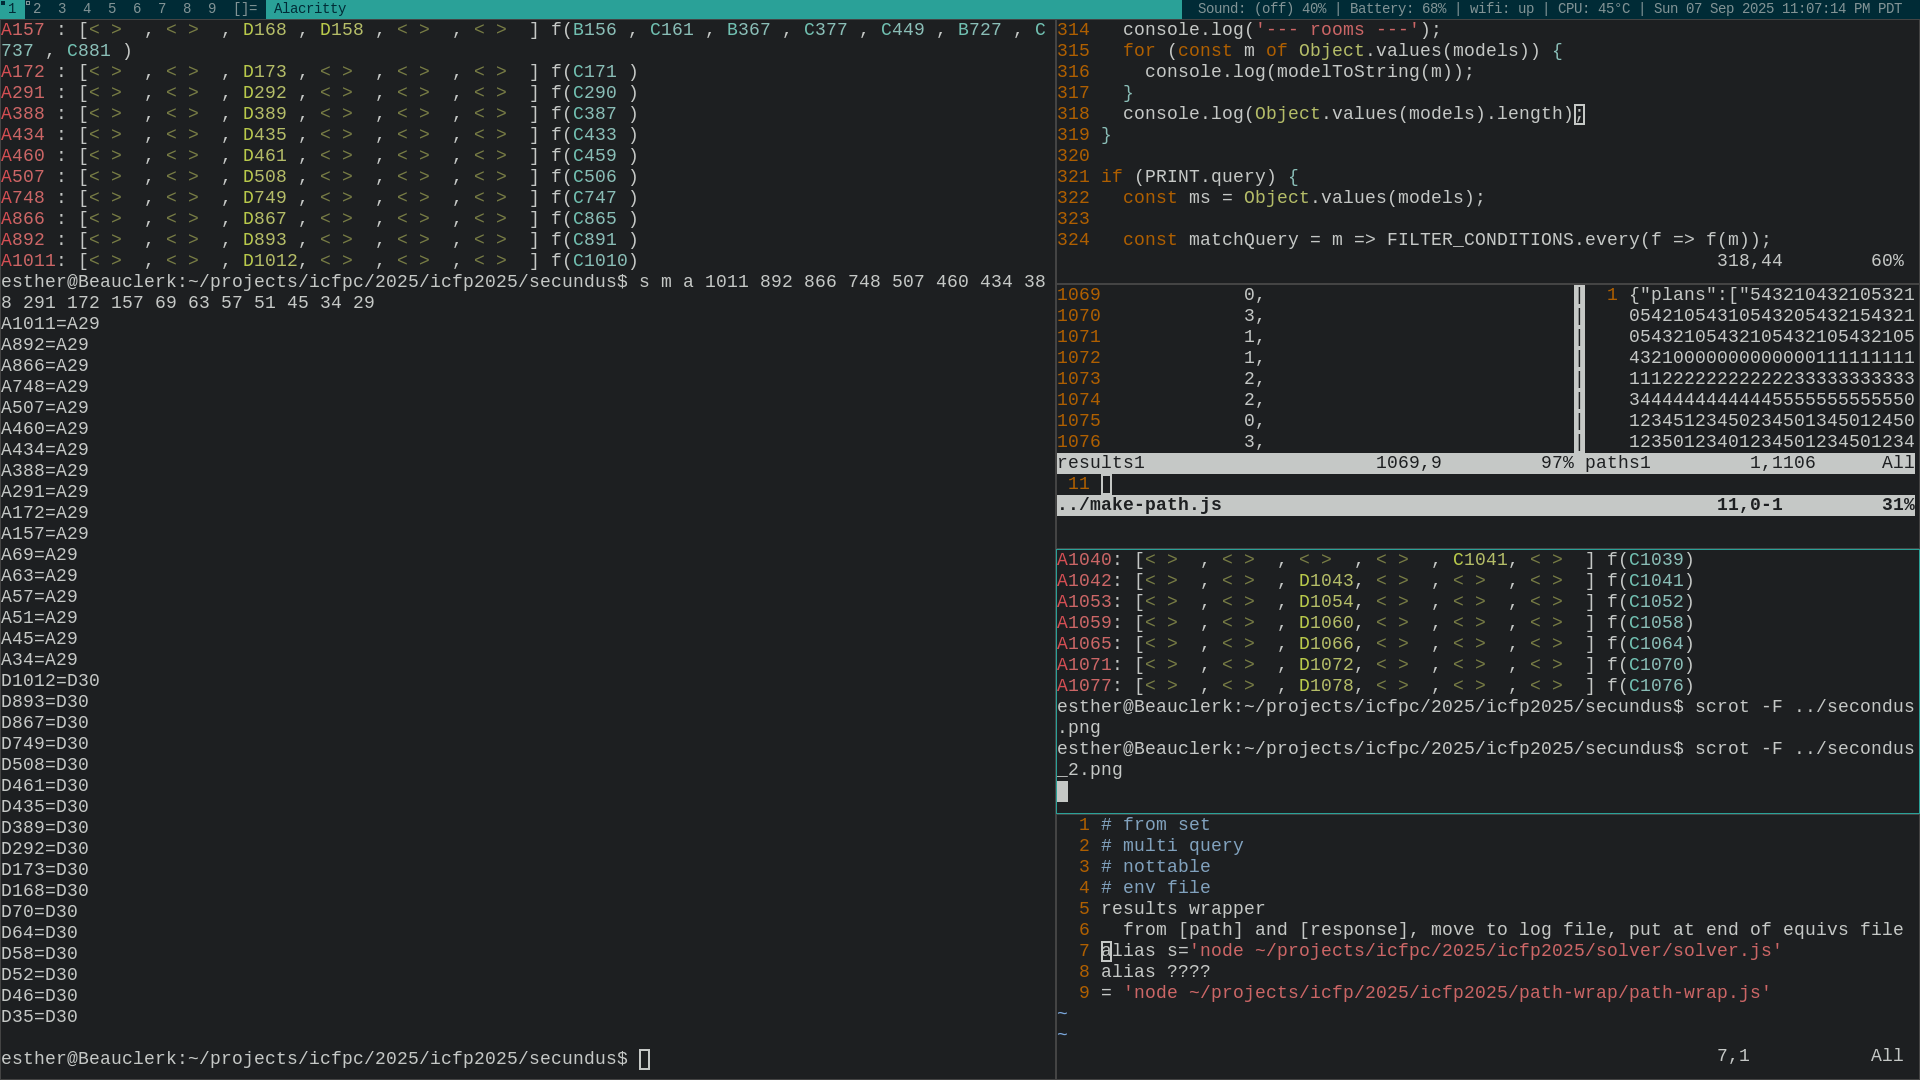 1 2 3 4 5 6 7 8 9 []= Alacritty Sound: (off) 40% | Battery: 68% | wifi: up | CPU: 45°C | Sun 07 Sep 2025 11:07:14 PM PDT
A157 : [< > , < > , D168 , D158 , < > , < > ] f(B156 , C161 , B367 , C377 , C449 , B727 , C
737 , C881 )
A172 : [< > , < > , D173 , < > , < > , < > ] f(C171 )
A291 : [< > , < > , D292 , < > , < > , < > ] f(C290 )
A388 : [< > , < > , D389 , < > , < > , < > ] f(C387 )
A434 : [< > , < > , D435 , < > , < > , < > ] f(C433 )
A460 : [< > , < > , D461 , < > , < > , < > ] f(C459 )
A507 : [< > , < > , D508 , < > , < > , < > ] f(C506 )
A748 : [< > , < > , D749 , < > , < > , < > ] f(C747 )
A866 : [< > , < > , D867 , < > , < > , < > ] f(C865 )
A892 : [< > , < > , D893 , < > , < > , < > ] f(C891 )
A1011: [< > , < > , D1012, < > , < > , < > ] f(C1010)
esther@Beauclerk:~/projects/icfpc/2025/icfp2025/secundus$ s m a 1011 892 866 748 507 460 434 38
8 291 172 157 69 63 57 51 45 34 29
A1011=A29
A892=A29
A866=A29
A748=A29
A507=A29
A460=A29
A434=A29
A388=A29
A291=A29
A172=A29
A157=A29
A69=A29
A63=A29
A57=A29
A51=A29
A45=A29
A34=A29
D1012=D30
D893=D30
D867=D30
D749=D30
D508=D30
D461=D30
D435=D30
D389=D30
D292=D30
D173=D30
D168=D30
D70=D30
D64=D30
D58=D30
D52=D30
D46=D30
D35=D30
esther@Beauclerk:~/projects/icfpc/2025/icfp2025/secundus$
314 console.log('--- rooms ---');
315 for (const m of Object.values(models)) {
316 console.log(modelToString(m));
317 }
318 console.log(Object.values(models).length);
319 }
320
321 if (PRINT.query) {
322 const ms = Object.values(models);
323
324 const matchQuery = m => FILTER_CONDITIONS.every(f => f(m));
318,44 60%
1069 0,
1070 3,
1071 1,
1072 1,
1073 2,
1074 2,
1075 0,
1076 3,
results1 1069,9 97%
1 {"plans":["543210432105321
05421054310543205432154321
05432105432105432105432105
43210000000000000111111111
11122222222222233333333333
34444444444444555555555550
12345123450234501345012450
12350123401234501234501234
paths1 1,1106 All
11
../make-path.js 11,0-1 31%
A1040: [< > , < > , < > , < > , C1041, < > ] f(C1039)
A1042: [< > , < > , D1043, < > , < > , < > ] f(C1041)
A1053: [< > , < > , D1054, < > , < > , < > ] f(C1052)
A1059: [< > , < > , D1060, < > , < > , < > ] f(C1058)
A1065: [< > , < > , D1066, < > , < > , < > ] f(C1064)
A1071: [< > , < > , D1072, < > , < > , < > ] f(C1070)
A1077: [< > , < > , D1078, < > , < > , < > ] f(C1076)
esther@Beauclerk:~/projects/icfpc/2025/icfp2025/secundus$ scrot -F ../secondus
.png
esther@Beauclerk:~/projects/icfpc/2025/icfp2025/secundus$ scrot -F ../secondus
_2.png
1 # from set
2 # multi query
3 # nottable
4 # env file
5 results wrapper
6 from [path] and [response], move to log file, put at end of equivs file
7 alias s='node ~/projects/icfpc/2025/icfp2025/solver/solver.js'
8 alias ????
9 = 'node ~/projects/icfp/2025/icfp2025/path-wrap/path-wrap.js'
~
~
7,1 All